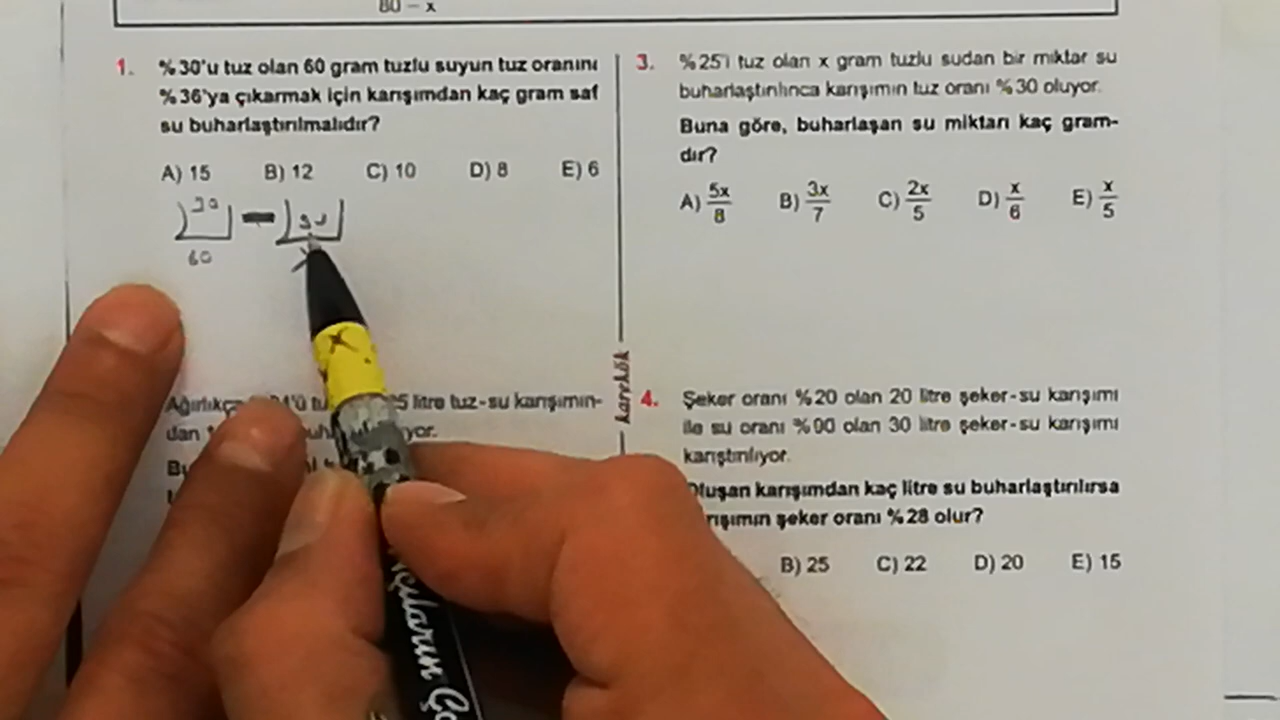 80 - x
1. %30'u tuz olan 60 gram tuzlu suyun tuz oranını
%36'ya çıkarmak için karışımdan kaç gram saf
su buharlaştırılmalıdır?
A) 15 B) 12 C) 10 D) 8 E) 6
30 - su
60 x
Ağırlıkça litre tuz-su karışımın-
dan
3. %25'i tuz olan x gram tuzlu sudan bir miktar su
buharlaştırılınca karışımın tuz oranı %30 oluyor.
Buna göre, buharlaşan su miktarı kaç gram-
dır?
A) 5x/8 B) 3x/7 C) 2x/5 D) x/6 E) x/5
karekök
4. Şeker oranı %20 olan 20 litre şeker-su karışımı
ile su oranı olan 30 litre şeker-su karışımı
karıştırılıyor.
Oluşan karışımdan kaç litre su buharlaştırılırsa
şeker oranı %28 olur?
B) 25 C) 22 D) 20 E) 15